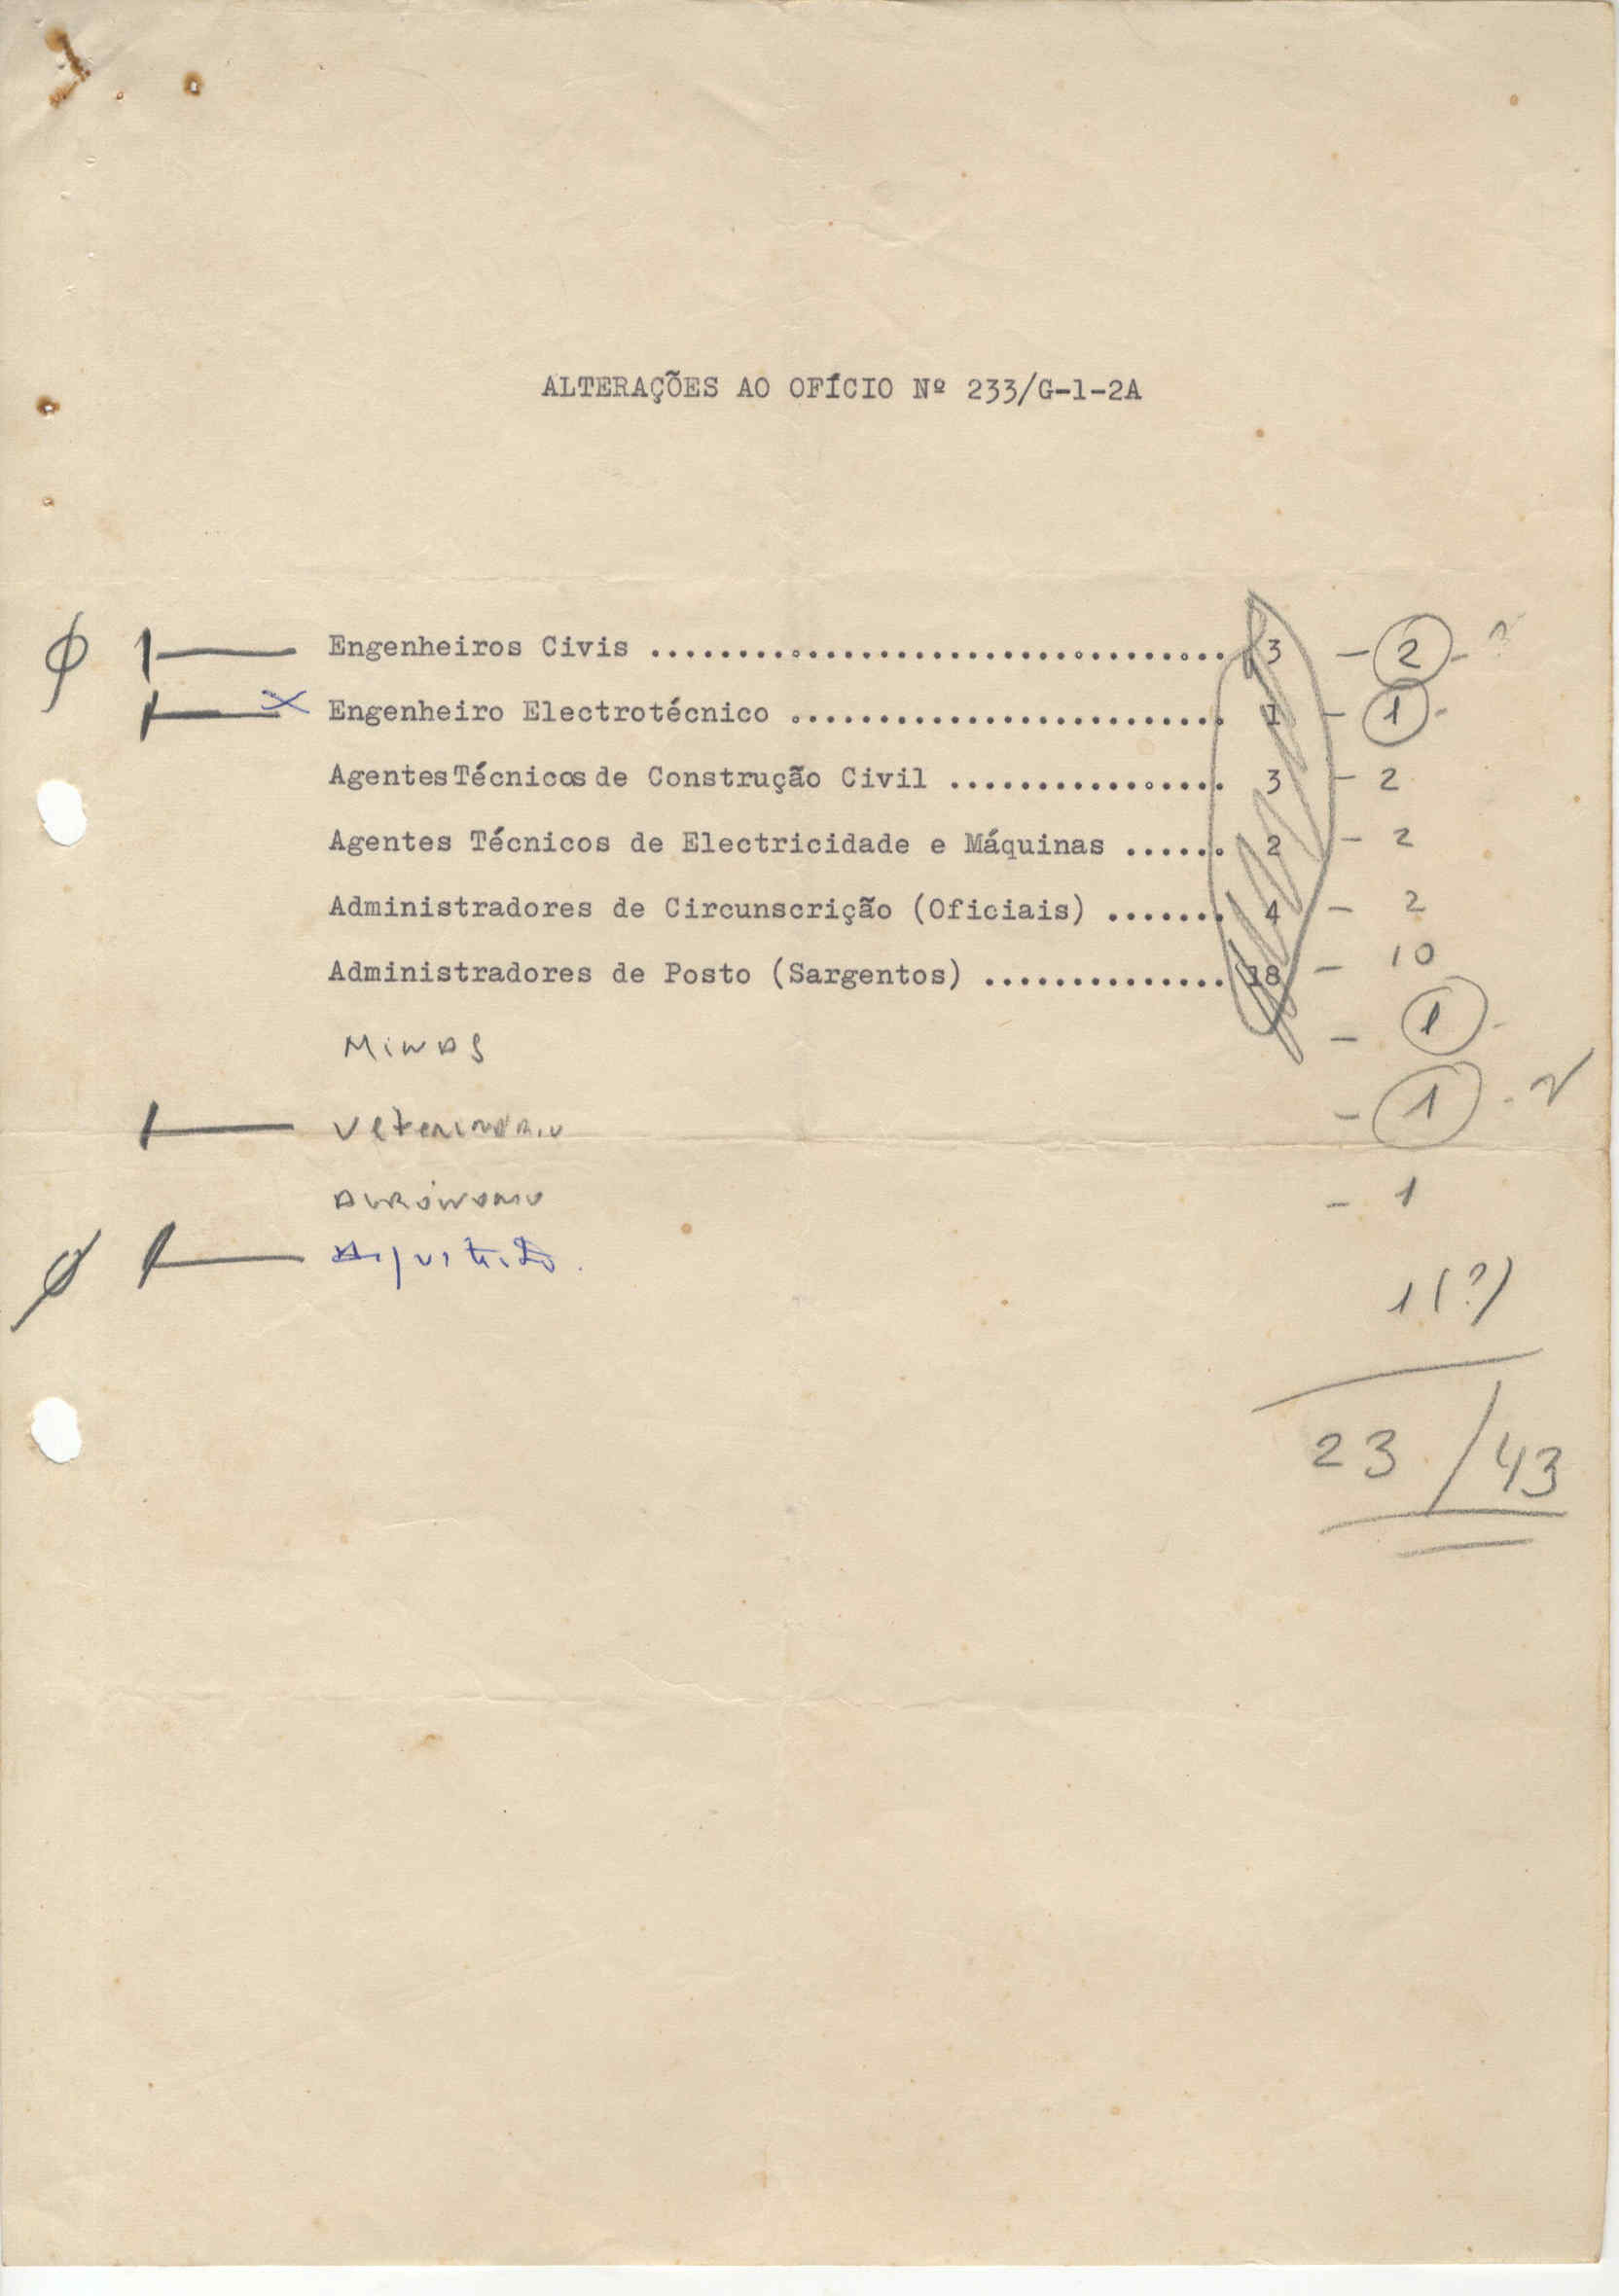 ALTERAÇÕES AO OFÍCIO Nº 233/G-1-2A
Engenheiros Civis ................................. 3 - 2 - ?
Engenheiro Electrotécnico ......................... 1 - 1 -
Agentes Técnicos de Construção Civil ................ 3 - 2
Agentes Técnicos de Electricidade e Máquinas ...... 2 - 2
Administradores de Circunscrição (Oficiais) ....... 4 - 2
Administradores de Posto (Sargentos) .............. 18 - 10
MINAS - 1 -
Veterinário - 1 -
AGRÓNOMO - 1
Arquitecto. 1 (?)
23 / 43